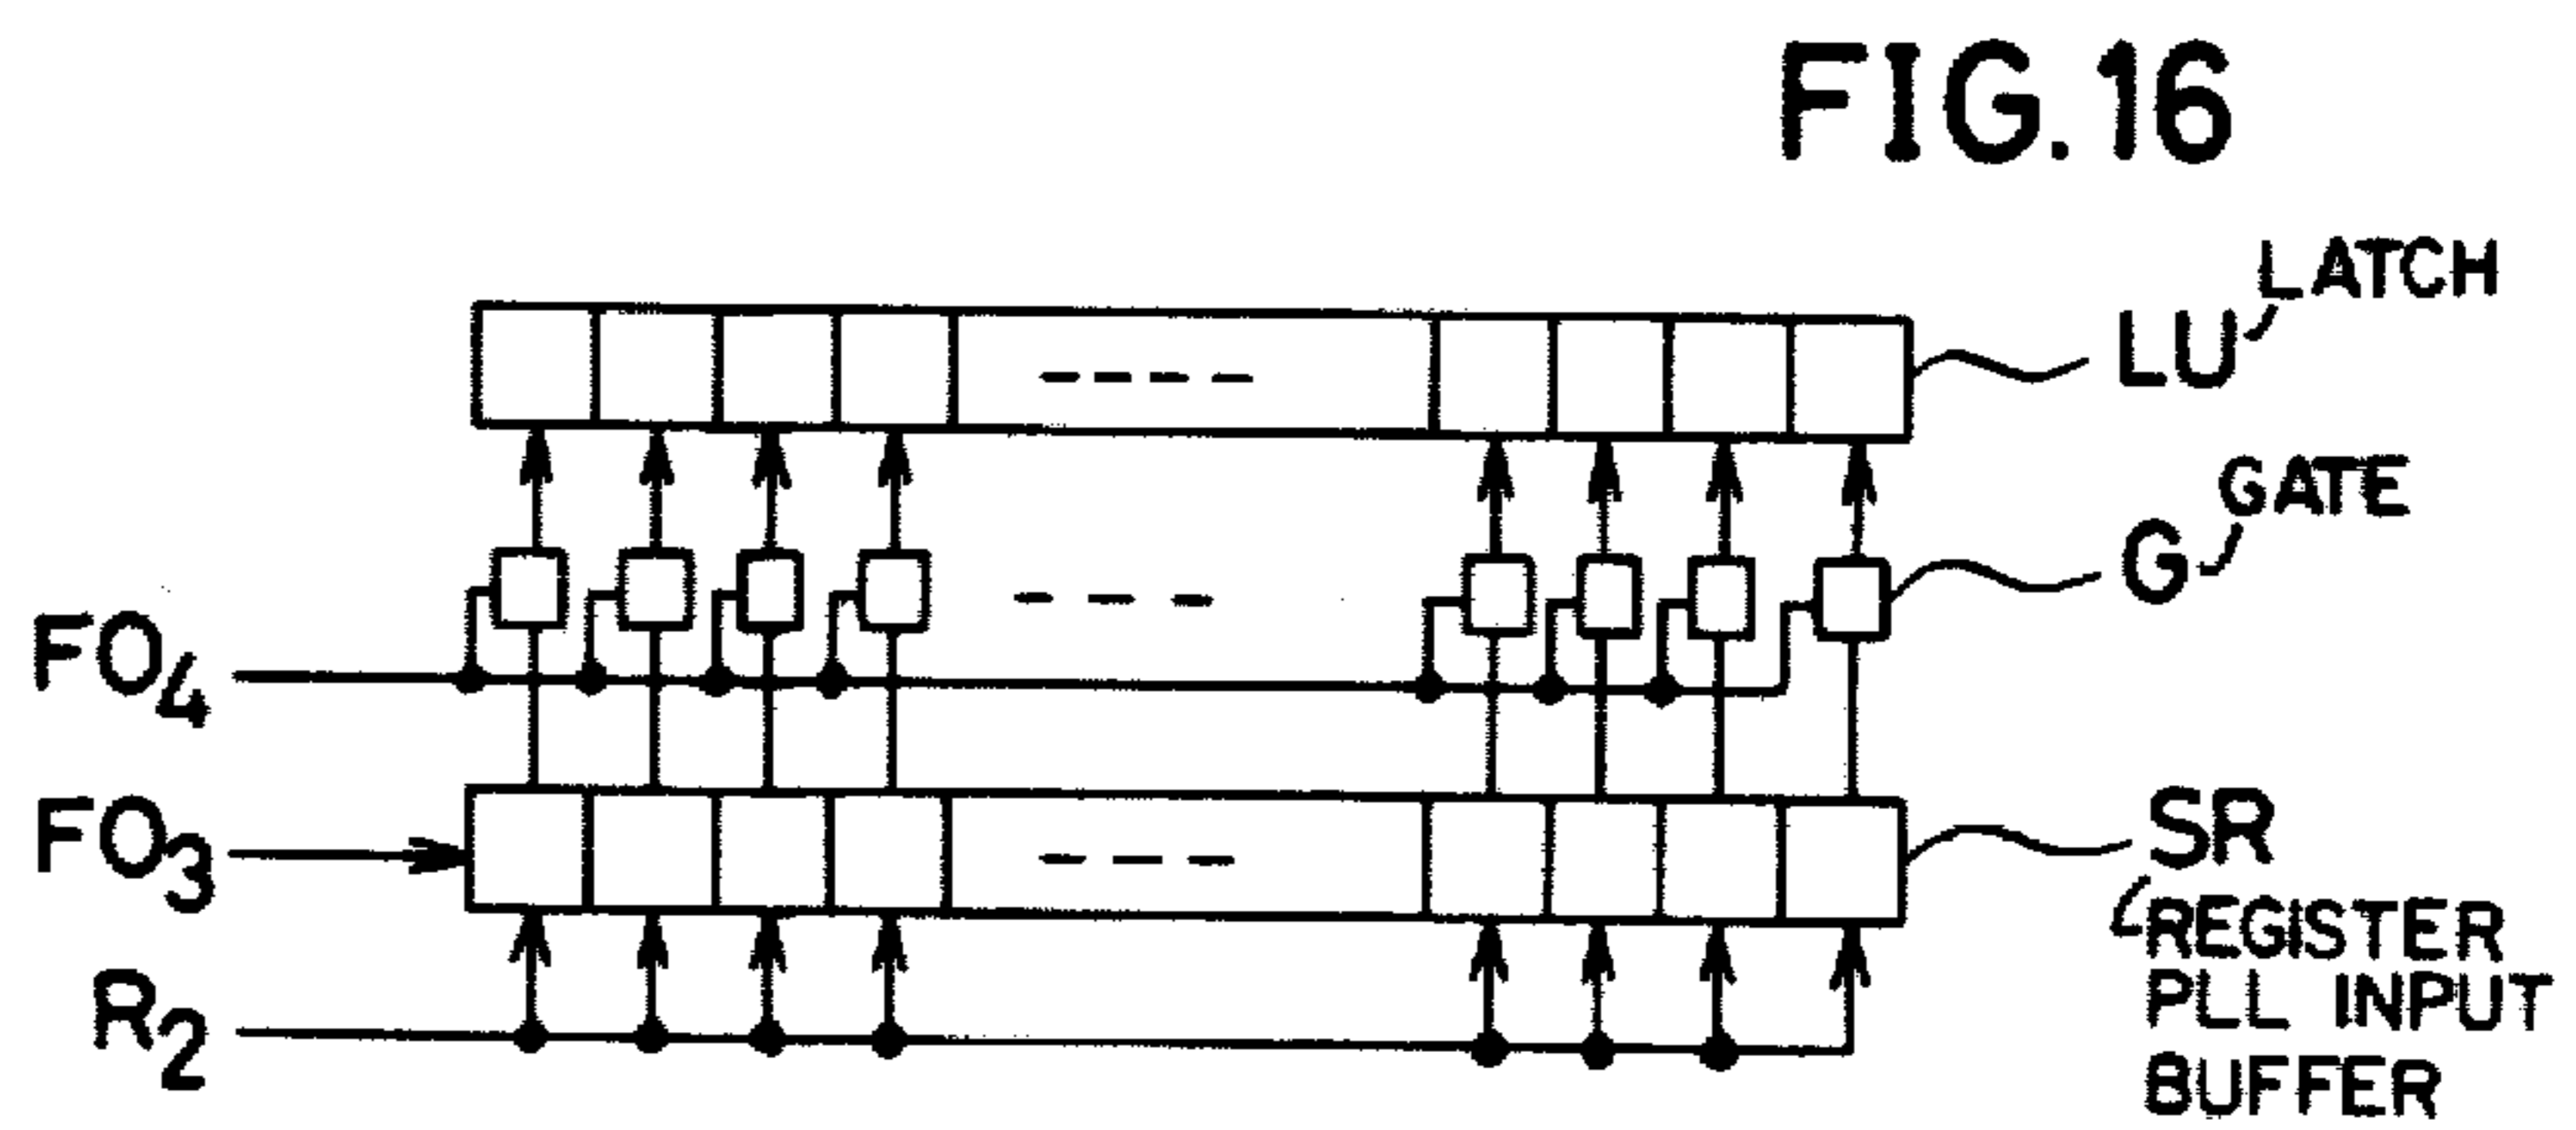 FIG.16
LATCH
LU
GATE
G
FO4
FO3
SR
REGISTER
PLL INPUT
BUFFER
R2